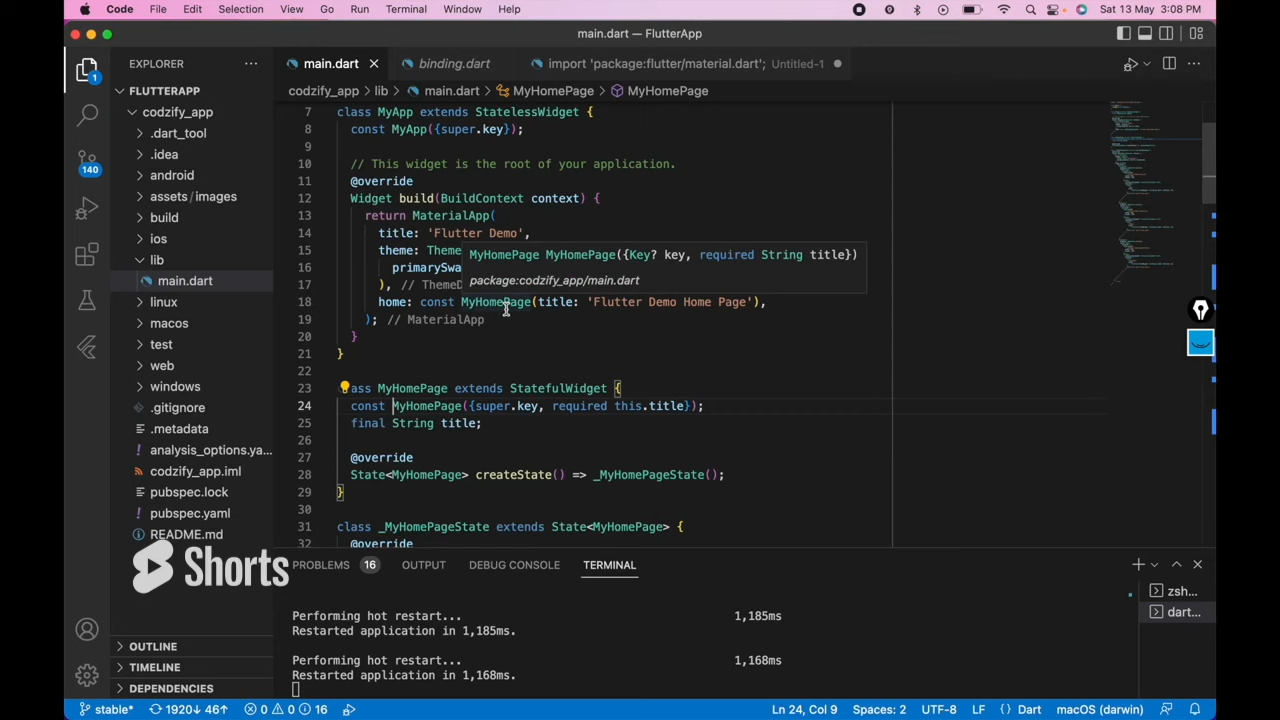 Code File Edit Selection View Go Run Terminal Window Help Sat 13 May 3:08 PM
main.dart — FlutterApp
EXPLORER
main.dart
binding.dart
import 'package:flutter/material.dart'; Untitled-1
FLUTTERAPP
codzify_app > lib > main.dart > MyHomePage > MyHomePage
codzify_app
.dart_tool
.idea
android
assets/images
build
ios
lib
main.dart
linux
macos
test
web
windows
.gitignore
.metadata
analysis_options.ya...
codzify_app.iml
pubspec.lock
pubspec.yaml
README.md
OUTLINE
TIMELINE
DEPENDENCIES
1
140
7 class MyApp extends StatelessWidget {
8 const MyApp({super.key});
9
10 // This widget is the root of your application.
11 @override
12 Widget build(BuildContext context) {
13 return MaterialApp(
14 title: 'Flutter Demo',
15 theme: Theme
MyHomePage MyHomePage({Key? key, required String title})
16 primarySwa
package:codzify_app/main.dart
17 ), // ThemeD
18 home: const MyHomePage(title: 'Flutter Demo Home Page'),
19 ); // MaterialApp
20 }
21 }
22
23 ass MyHomePage extends StatefulWidget {
24 const MyHomePage({super.key, required this.title});
25 final String title;
26
27 @override
28 State<MyHomePage> createState() => _MyHomePageState();
29 }
30
31 class _MyHomePageState extends State<MyHomePage> {
32 @override
Shorts
PROBLEMS 16 OUTPUT DEBUG CONSOLE TERMINAL
Performing hot restart... 1,185ms
Restarted application in 1,185ms.
Performing hot restart... 1,168ms
Restarted application in 1,168ms.
zsh...
dart...
stable* 1920↓ 46↑ 0 0 16 Ln 24, Col 9 Spaces: 2 UTF-8 LF {} Dart macOS (darwin)